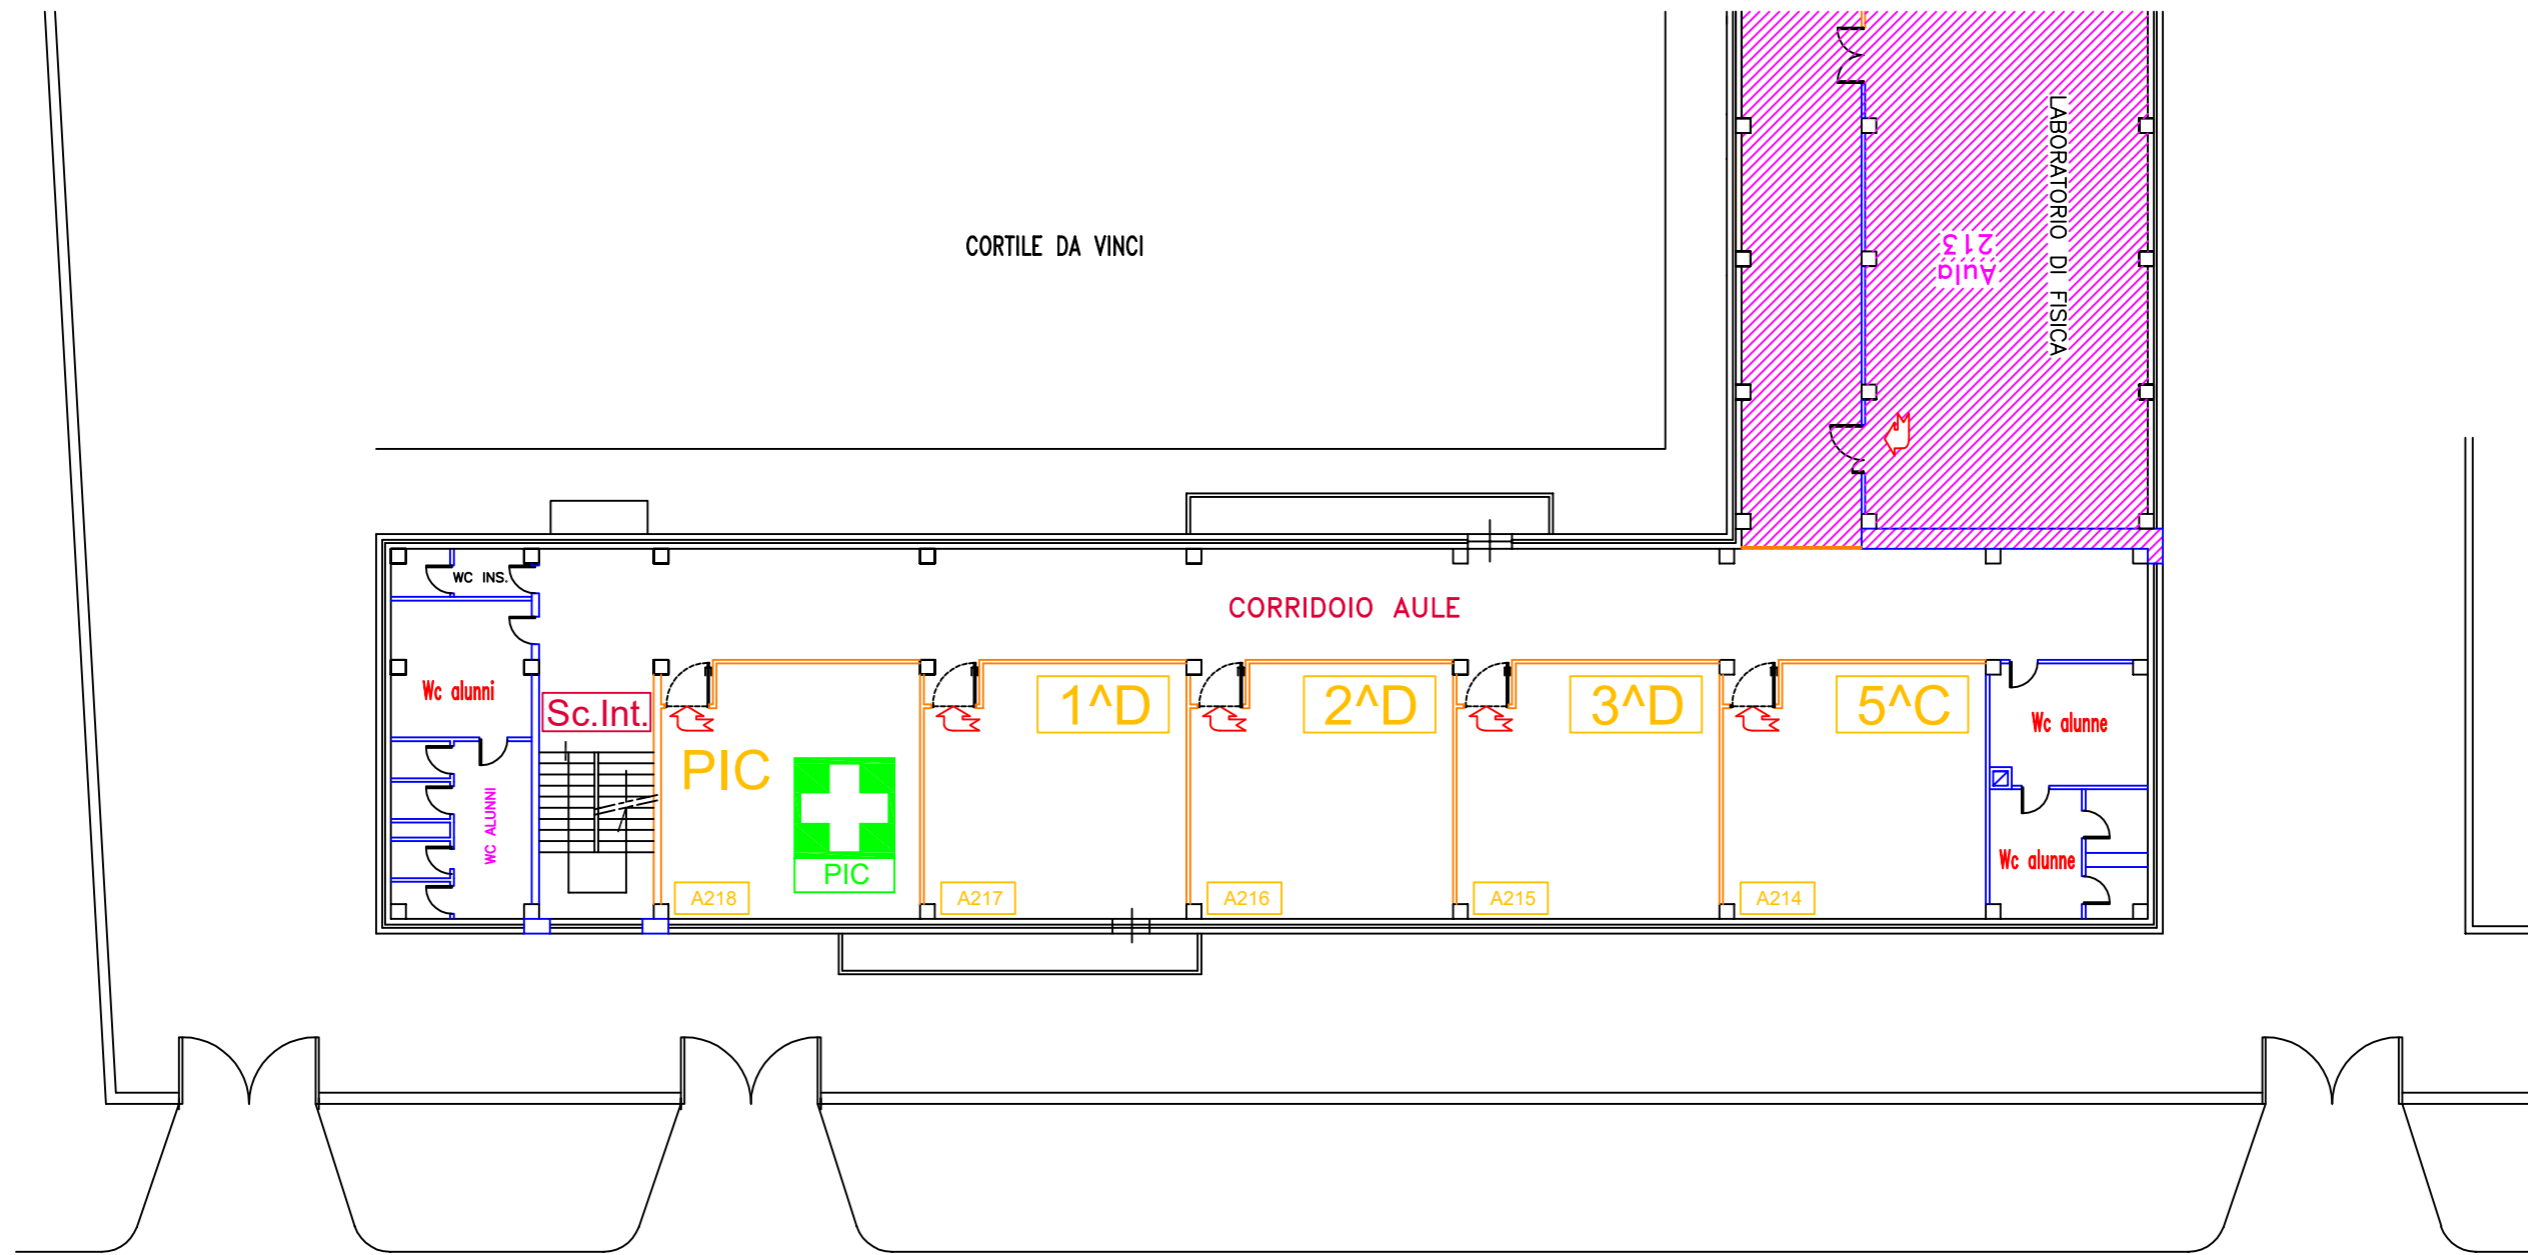 LABORATORIO DI FISICA
CORTILE DA VINCI
Aula
213
WC INS.
CORRIDOIO AULE
Wc alunni
Sc.Int.
1^D
2^D
3^D
5^C
Wc alunne
PIC
WC ALUNNI
PIC
Wc alunne
A218
A217
A216
A215
A214